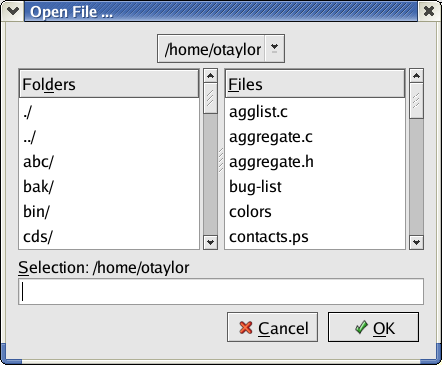 Open File ...
/home/otaylor
Folders
./
../
abc/
bak/
bin/
cds/
Files
agglist.c
aggregate.c
aggregate.h
bug-list
colors
contacts.ps
Selection: /home/otaylor
Cancel
OK